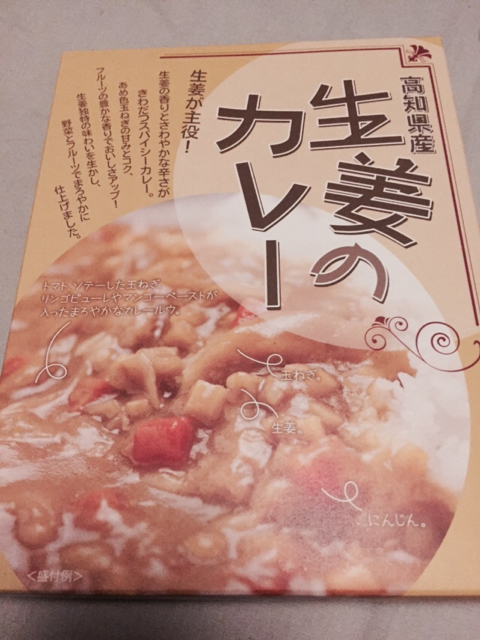 高知県産
生姜の
カレー
生姜が主役！
生姜の香りとさわやかな辛さが
きわだつスパイシーカレー。
あめ色玉ねぎの甘みとコク、
フルーツの豊かな香りでおいしさアップ！
生姜独特の味わいを生かし、
野菜とフルーツでまろやかに
仕上げました。
トマト ソテーした玉ねぎ
リンゴピューレやマンゴーペーストが
入ったまろやかなカレールウ。
玉ねぎ。
生姜。
にんじん。
＜盛付例＞